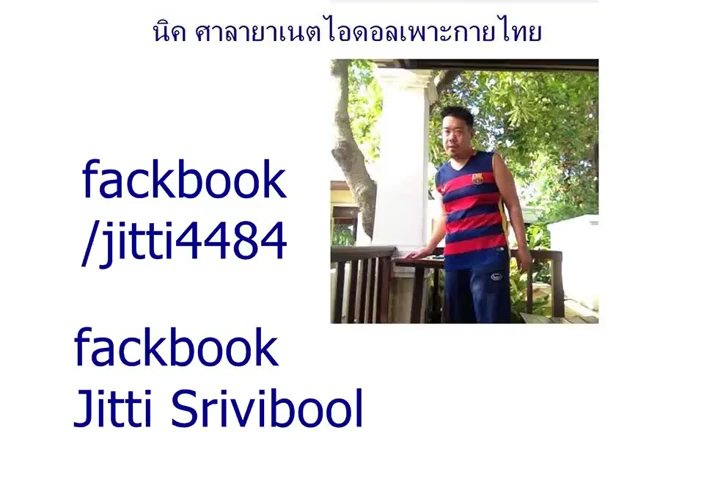 นิค ศาลายาเนตไอดอลเพาะกายไทย
fackbook
/jitti4484
fackbook
Jitti Srivibool